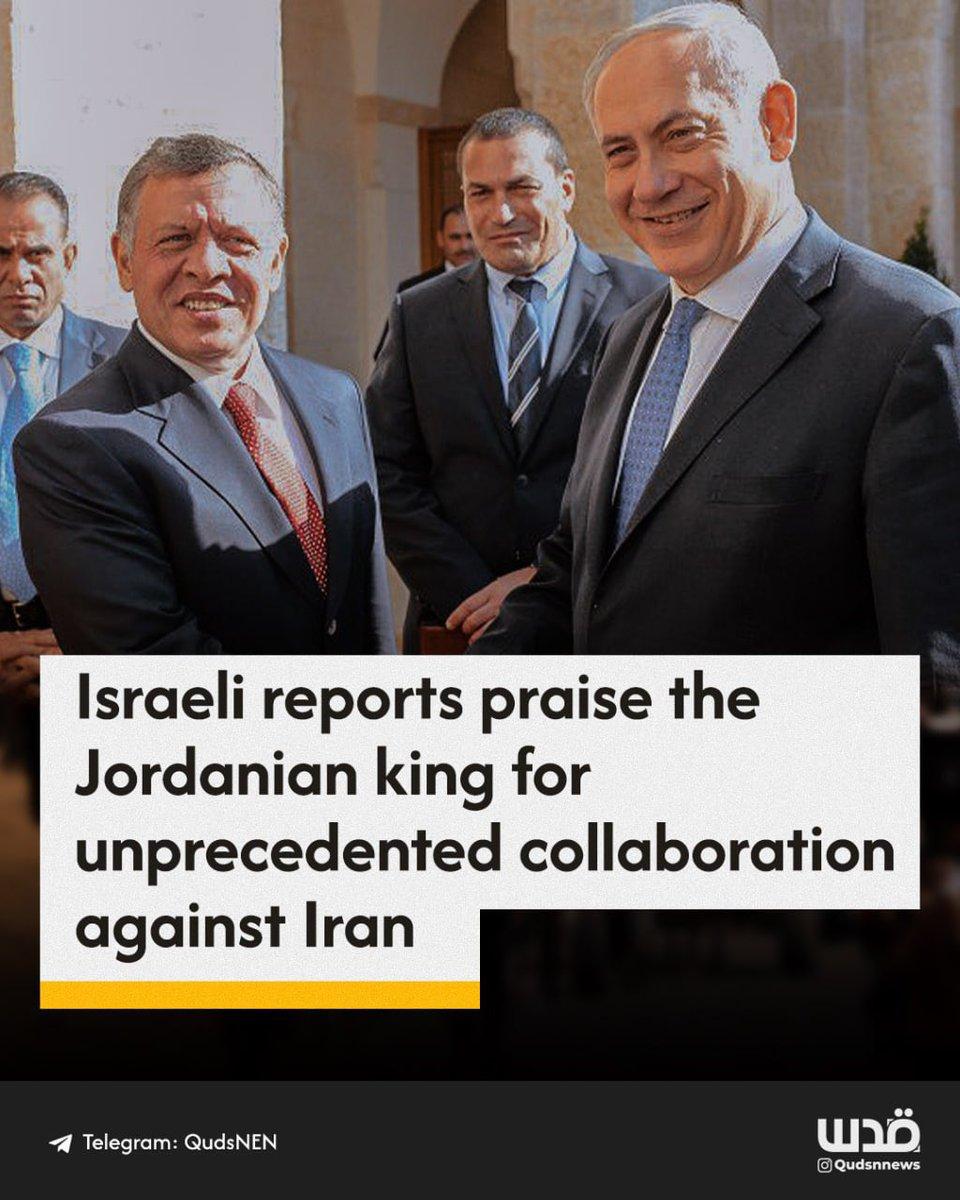 Israeli reports praise the
Jordanian king for
unprecedented collaboration
against Iran
Telegram: QudsNEN
قدس
Qudsnnews